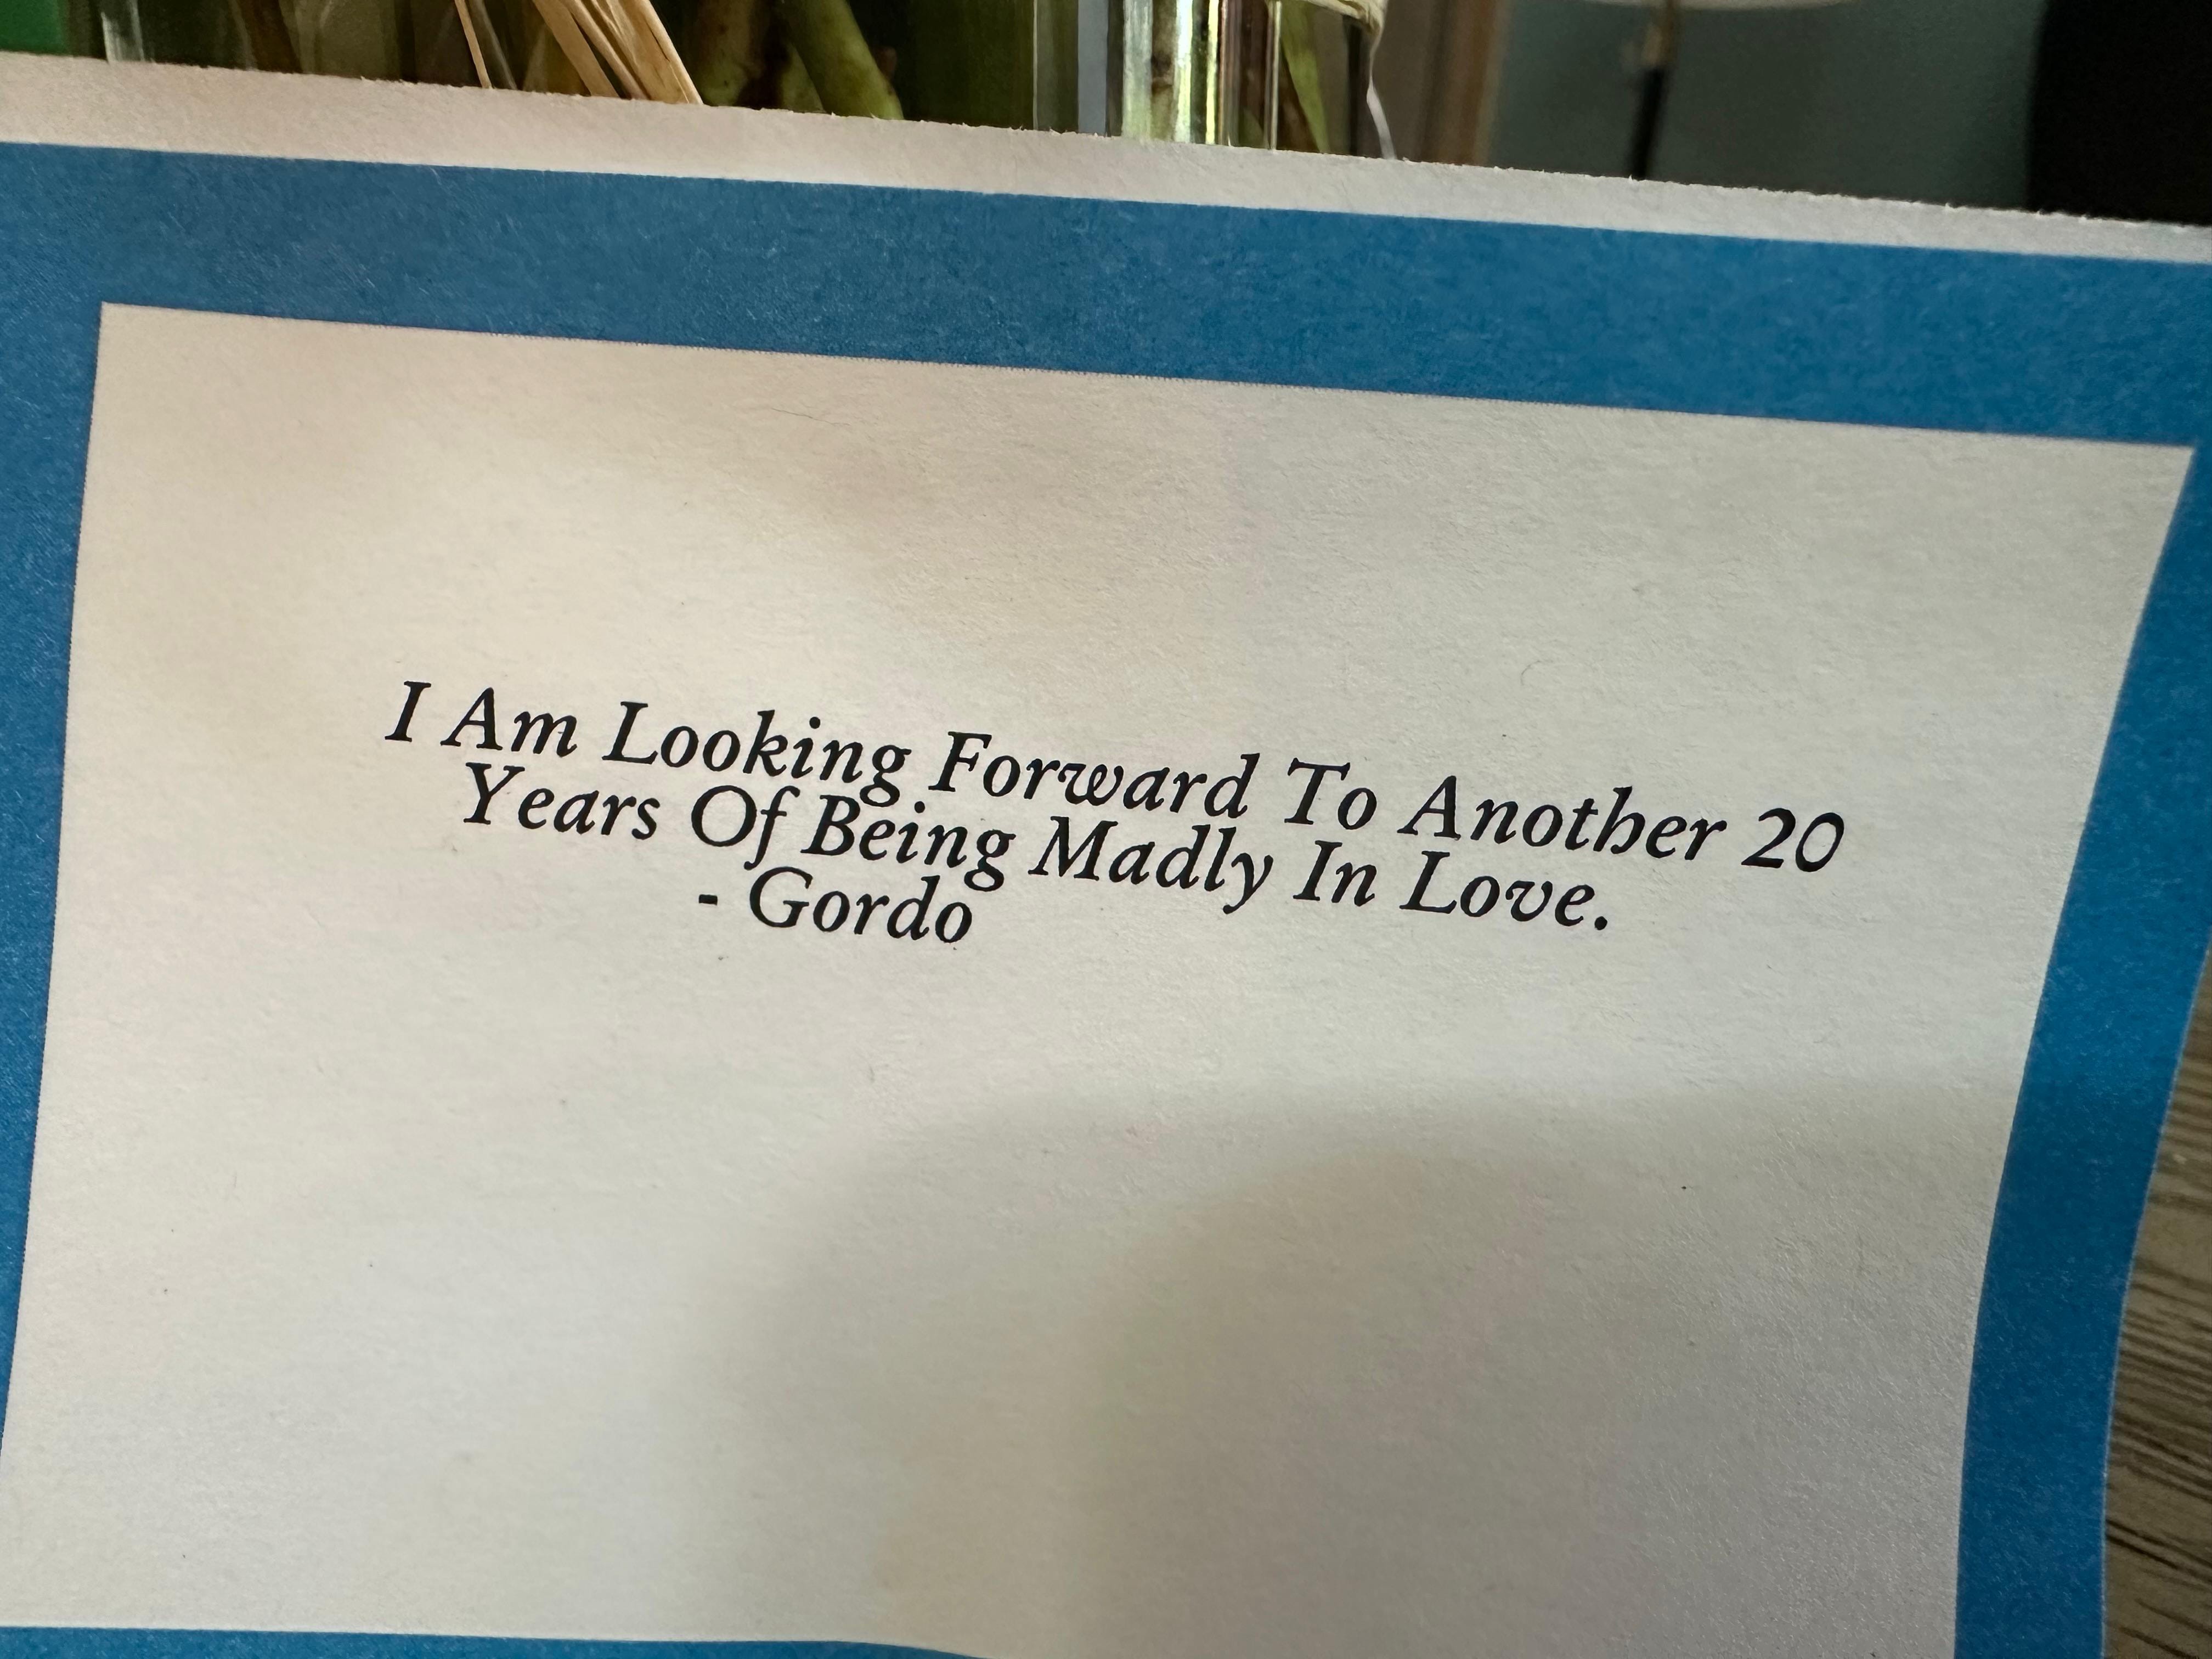 I Am Looking Forward To Another 20
Years Of Being Madly In Love.
- Gordo